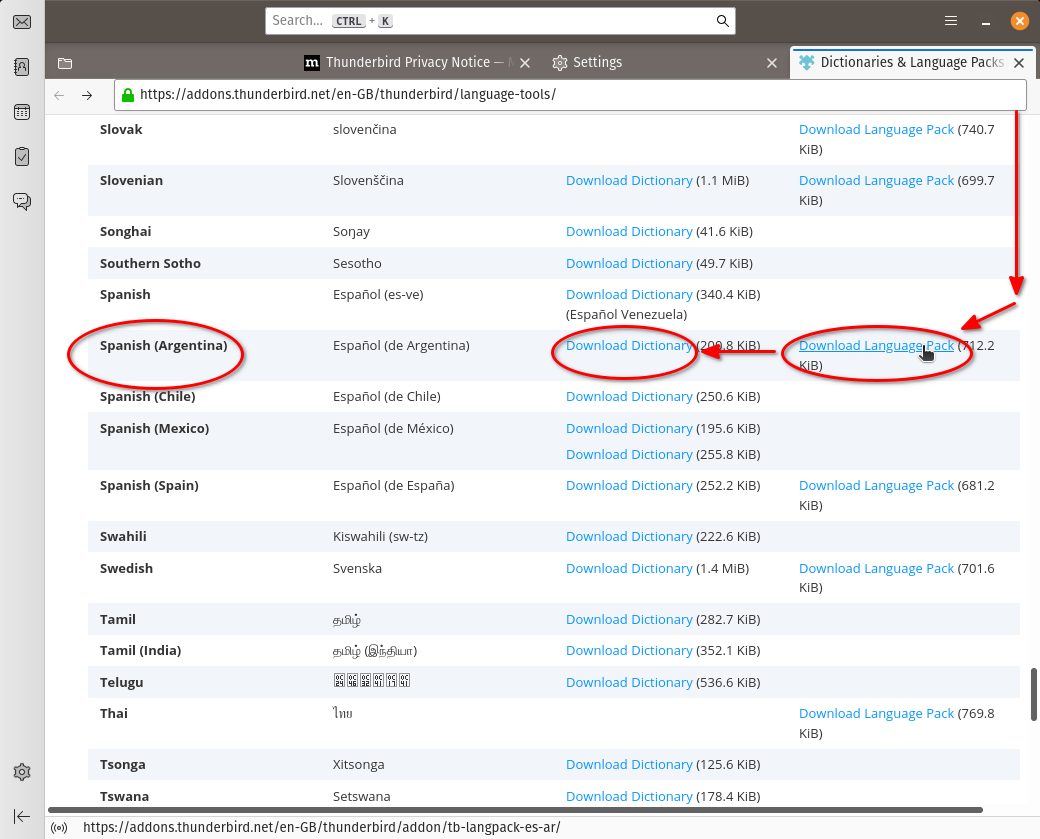 Search... CTRL + K
Thunderbird Privacy Notice —
Settings
Dictionaries & Language Packs
https://addons.thunderbird.net/en-GB/thunderbird/language-tools/
Slovak slovenčina Download Language Pack (740.7
KiB)
Slovenian Slovenščina Download Dictionary (1.1 MiB) Download Language Pack (699.7
KiB)
Songhai Soŋay Download Dictionary (41.6 KiB)
Southern Sotho Sesotho Download Dictionary (49.7 KiB)
Spanish Español (es-ve) Download Dictionary (340.4 KiB)
(Español Venezuela)
Spanish (Argentina) Español (de Argentina) Download Dictionary Download Language Pack (712.2
KiB)
Spanish (Chile) Español (de Chile) Download Dictionary (250.6 KiB)
Spanish (Mexico) Español (de México) Download Dictionary (195.6 KiB)
Download Dictionary (255.8 KiB)
Spanish (Spain) Español (de España) Download Dictionary (252.2 KiB) Download Language Pack (681.2
KiB)
Swahili Kiswahili (sw-tz) Download Dictionary (222.6 KiB)
Swedish Svenska Download Dictionary (1.4 MiB) Download Language Pack (701.6
KiB)
Tamil தமிழ் Download Dictionary (282.7 KiB)
Tamil (India) தமிழ் (இந்தியா) Download Dictionary (352.1 KiB)
Telugu Download Dictionary (536.6 KiB)
Thai ไทย Download Language Pack (769.8
KiB)
Tsonga Xitsonga Download Dictionary (125.6 KiB)
Tswana Setswana Download Dictionary (178.4 KiB)
https://addons.thunderbird.net/en-GB/thunderbird/addon/tb-langpack-es-ar/